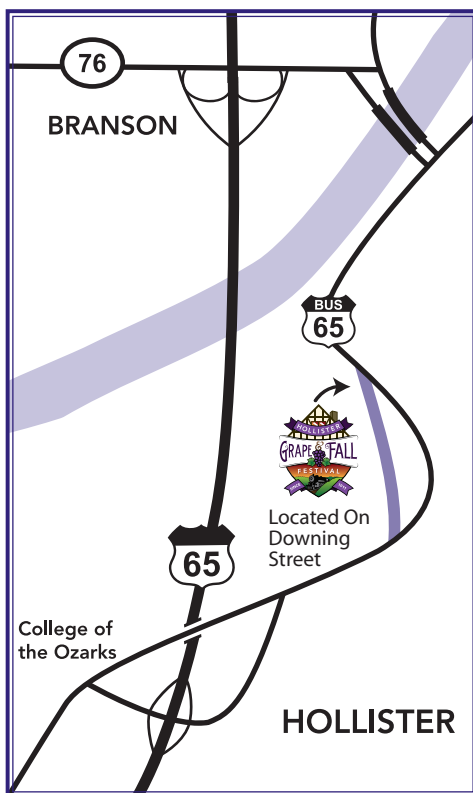 76
BRANSON
BUS
65
HOLLISTER
GRAPE & FALL
FESTIVAL
Located On
Downing
Street
65
College of
the Ozarks
HOLLISTER